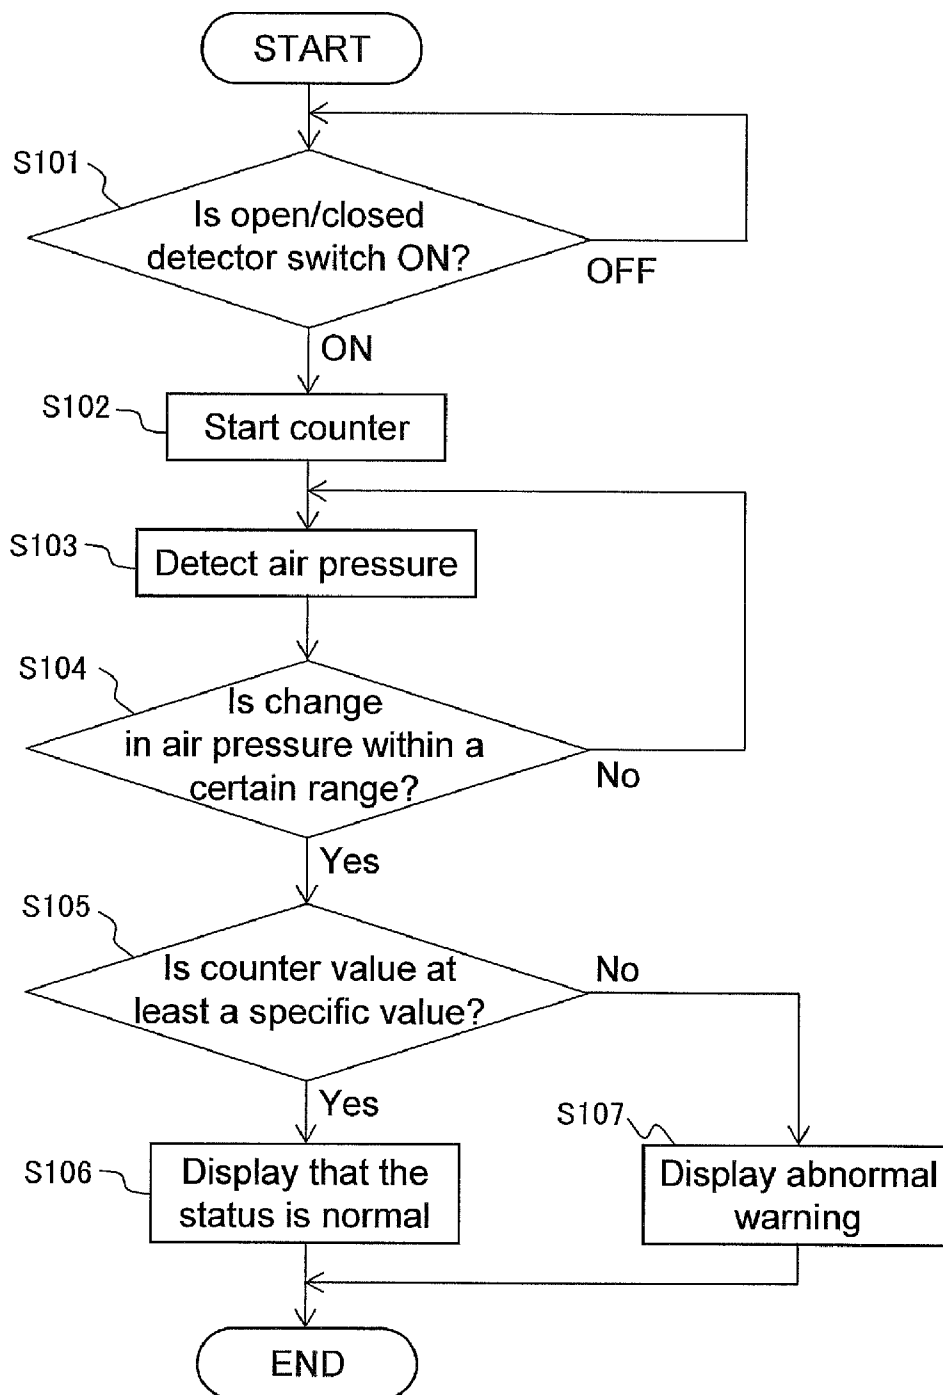 START
S101
Is open/closed
detector switch ON?
OFF
ON
S102
Start counter
S103
Detect air pressure
S104
Is change
in air pressure within a
certain range?
No
Yes
S105
Is counter value at
least a specific value?
No
Yes
S106
Display that the
status is normal
S107
Display abnormal
warning
END